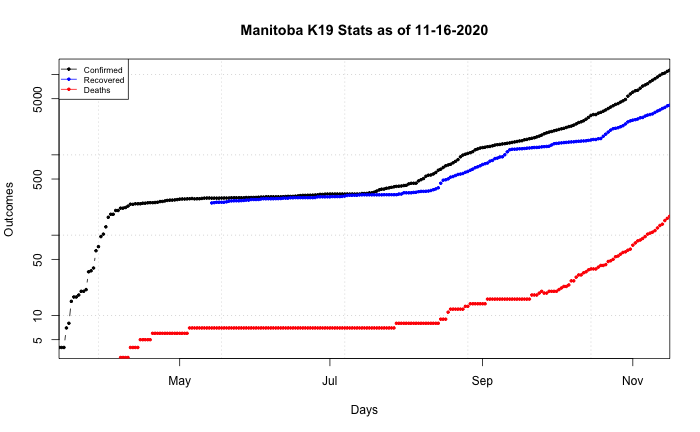 Manitoba K19 Stats as of 11-16-2020
Confirmed
Recovered
Deaths
5000
500
50
10
5
Outcomes
May
Jul
Sep
Nov
Days